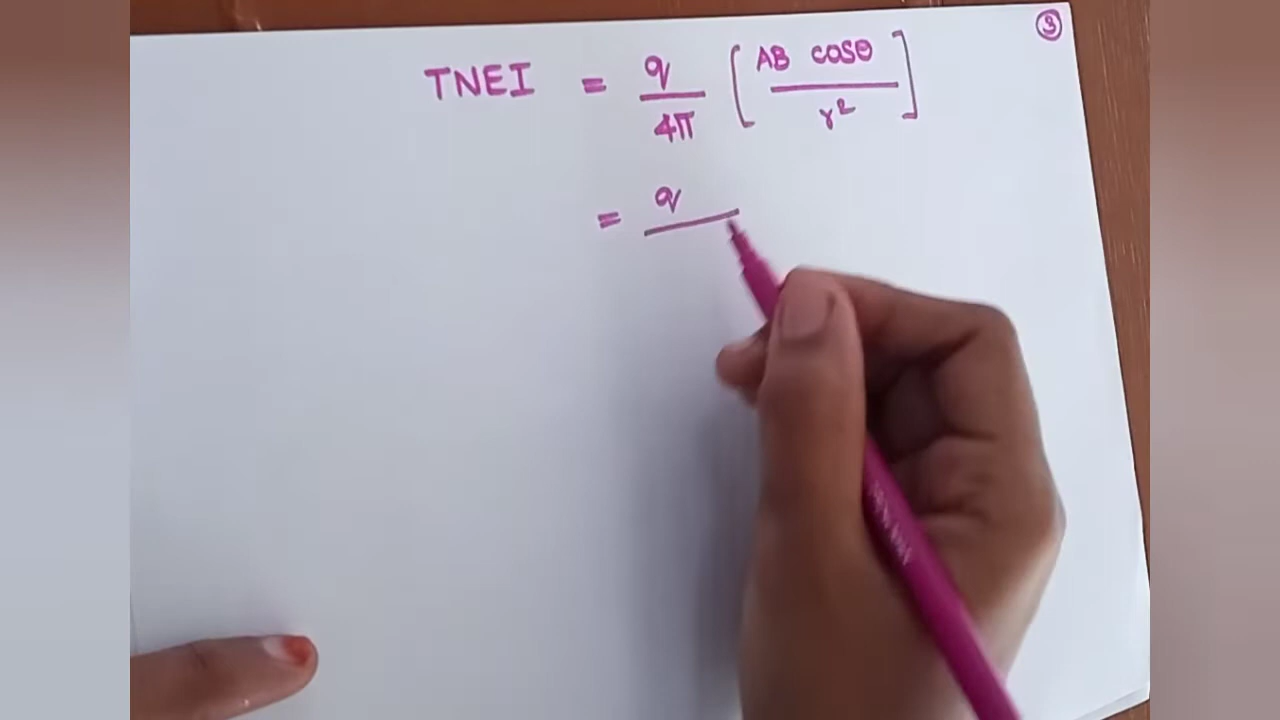 ③
TNEI = q/4π [AB cosθ / r²]
= q